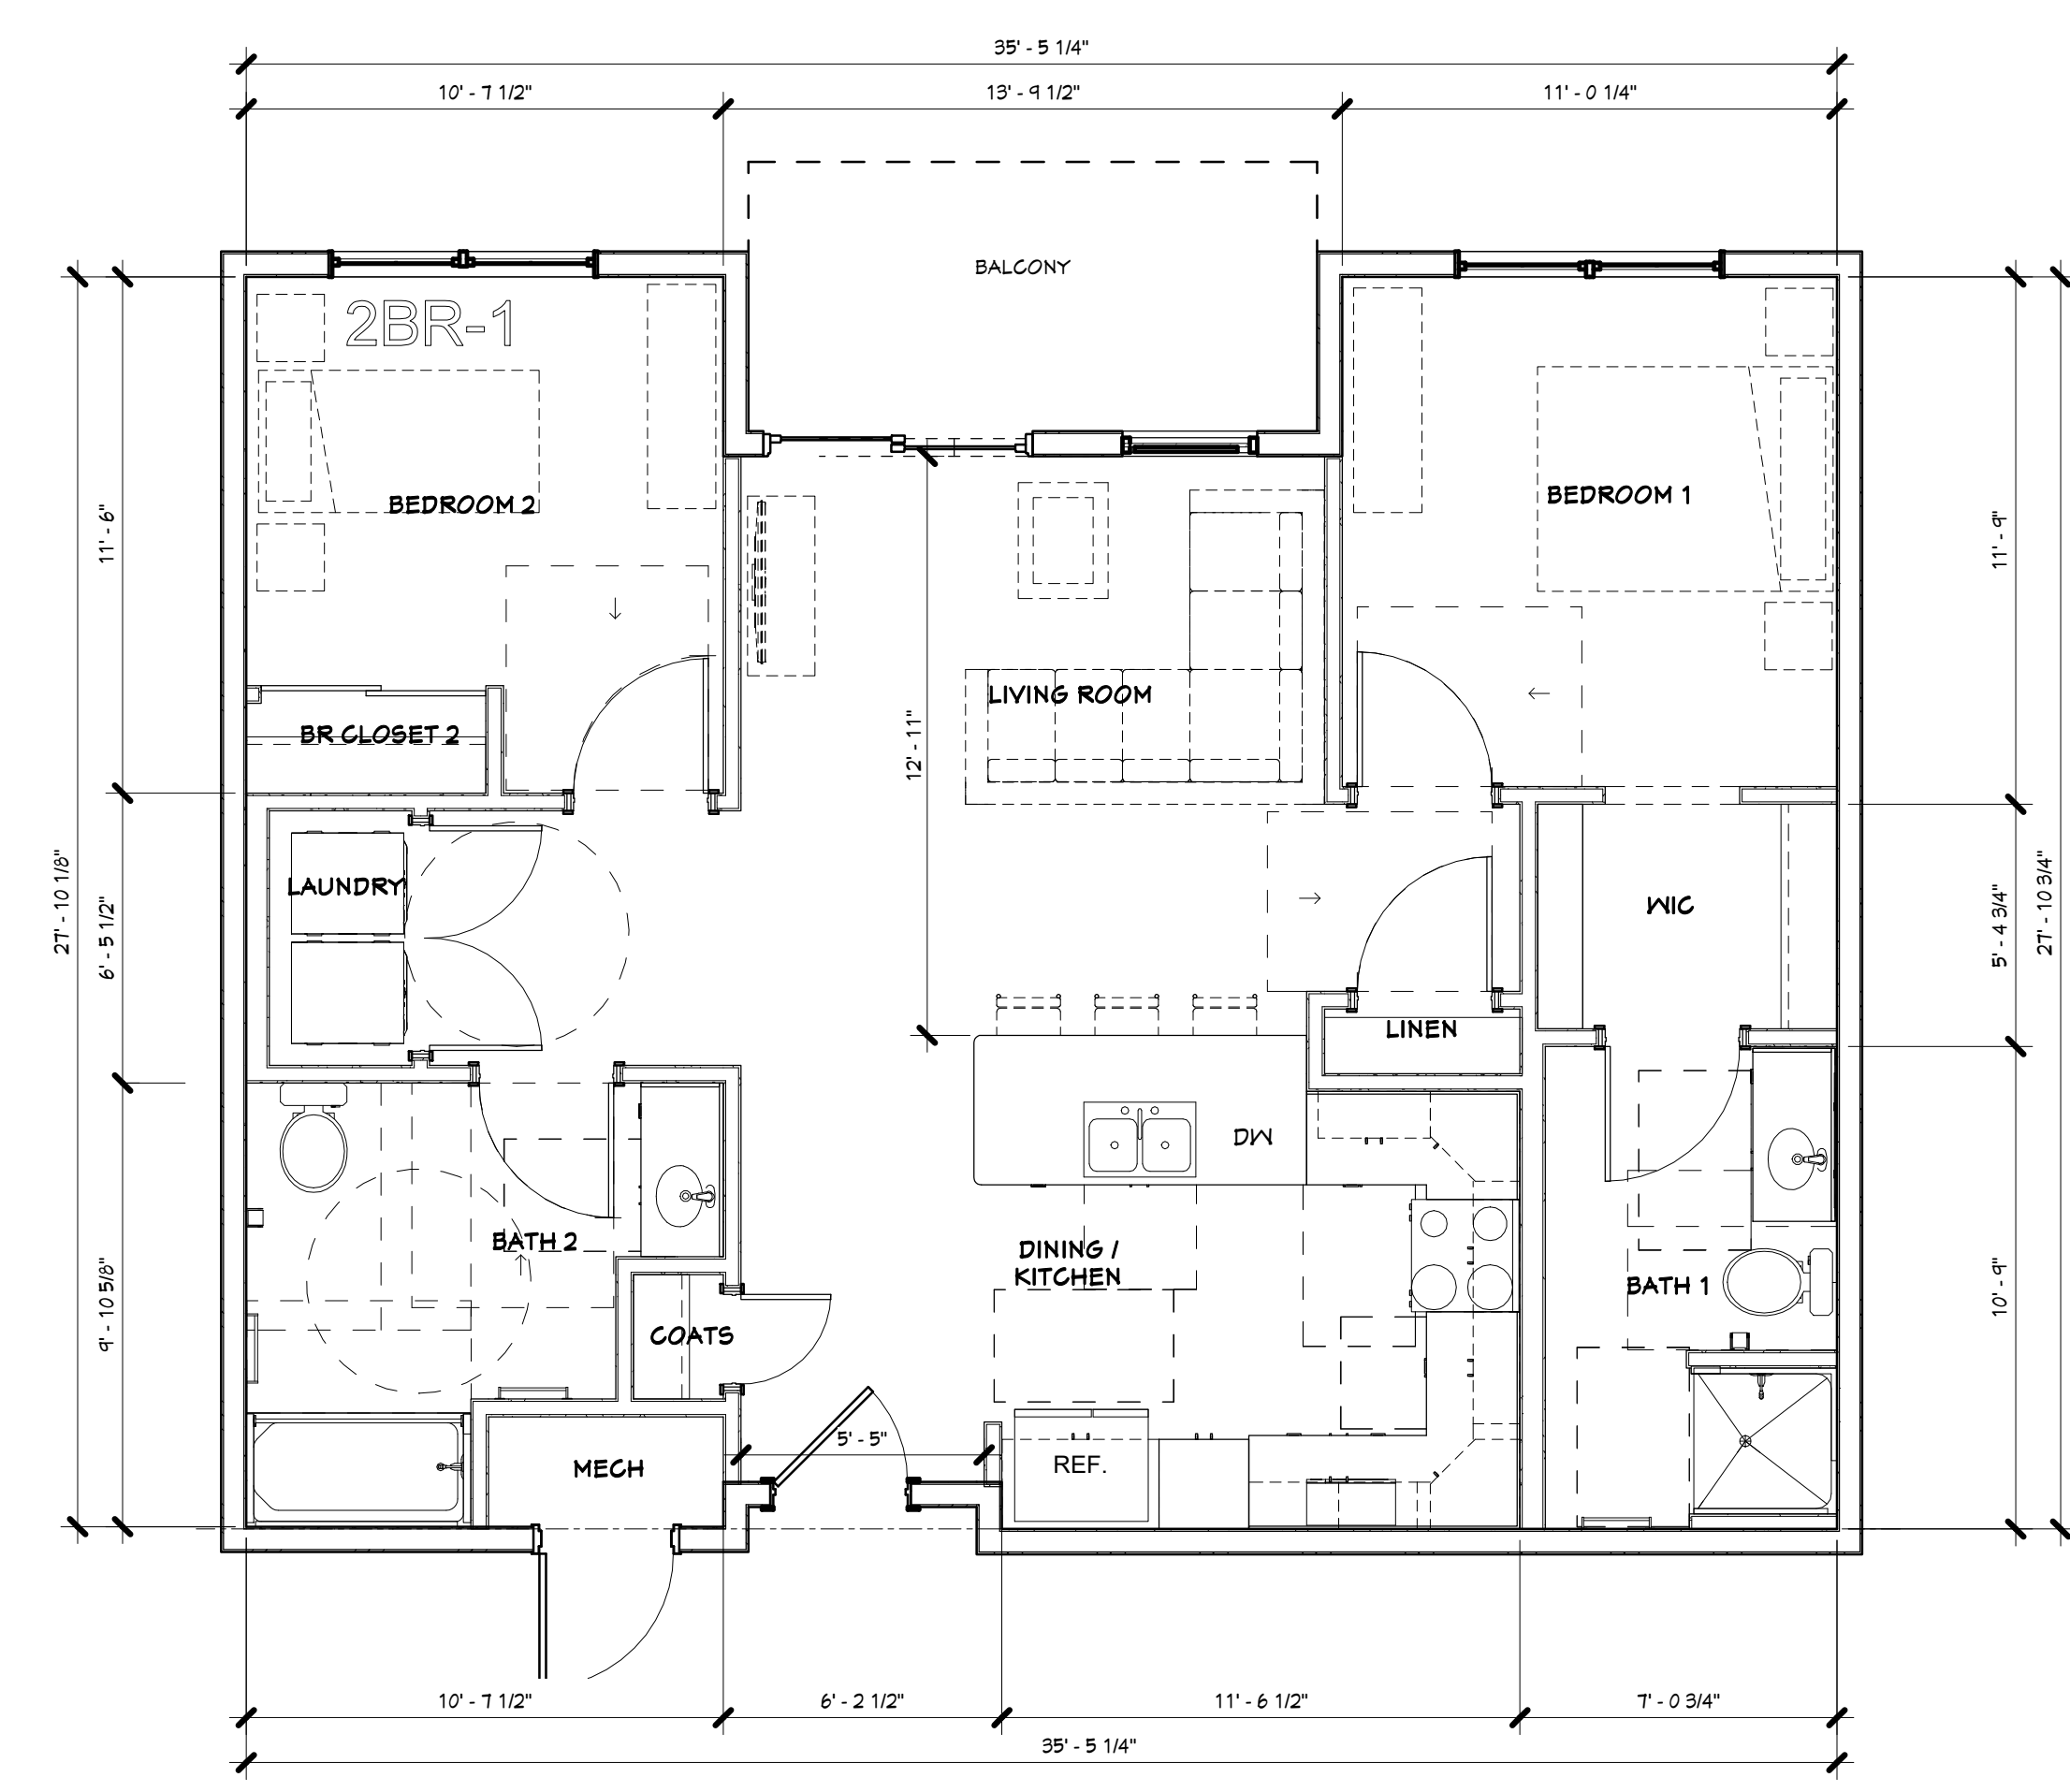 35' - 5 1/4"
10' - 7 1/2"
13' - 9 1/2"
11' - 0 1/4"
BALCONY
2BR-1
BEDROOM 2
BEDROOM 1
11' - 6"
11' - 9"
LIVING ROOM
BR CLOSET 2
12' - 11"
LAUNDRY
WIC
27' - 10 1/8"
6' - 5 1/2"
5' - 4 3/4"
27' - 10 3/4"
LINEN
DW
BATH 2
DINING /
KITCHEN
BATH 1
9' - 10 5/8"
10' - 9"
COATS
5' - 5"
MECH
REF.
10' - 7 1/2"
6' - 2 1/2"
11' - 6 1/2"
7' - 0 3/4"
35' - 5 1/4"